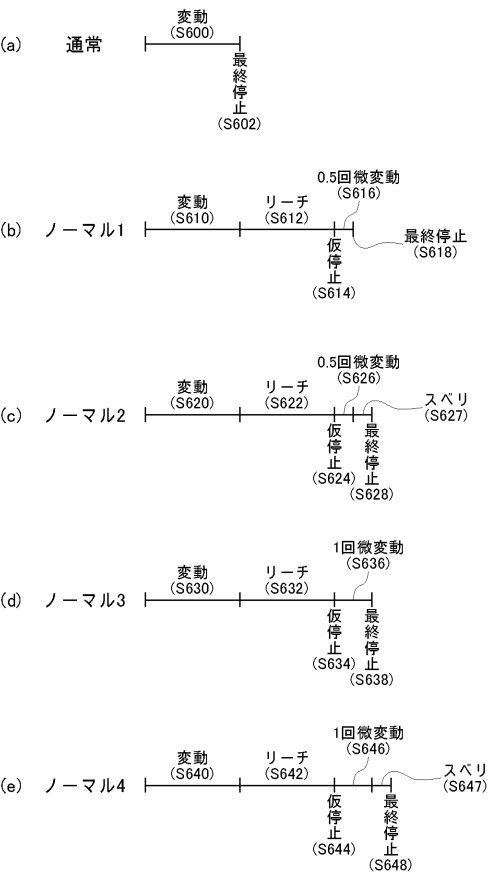 (a) 通常
変動
(S600)
最終停止
(S602)
(b) ノーマル1
変動
(S610)
リーチ
(S612)
0.5回微変動
(S616)
仮停止
(S614)
最終停止
(S618)
(c) ノーマル2
変動
(S620)
リーチ
(S622)
0.5回微変動
(S626)
スベリ
(S627)
仮停止
(S624)
最終停止
(S628)
(d) ノーマル3
変動
(S630)
リーチ
(S632)
1回微変動
(S636)
仮停止
(S634)
最終停止
(S638)
(e) ノーマル4
変動
(S640)
リーチ
(S642)
1回微変動
(S646)
スベリ
(S647)
仮停止
(S644)
最終停止
(S648)